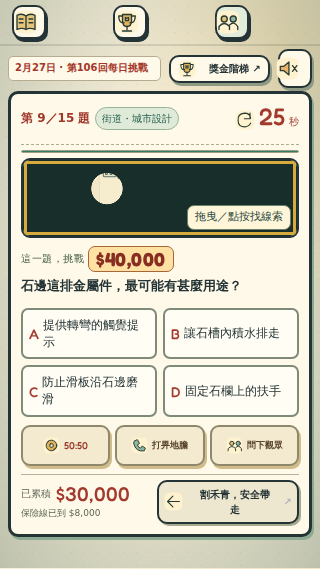 2月27日·第106回每日挑戰
獎金階梯 ↗
第 9／15 題
街道·城市設計
25 秒
拖曳／點按找線索
這一題，挑戰 $40,000
石邊這排金屬件，最可能有甚麼用途？
A 提供轉彎的觸覺提示
B 讓石槽內積水排走
C 防止滑板沿石邊磨滑
D 固定石欄上的扶手
50:50
打畀地膽
問下觀眾
已累積 $30,000
保險線已到 $8,000
割禾青，安全帶走 ↗